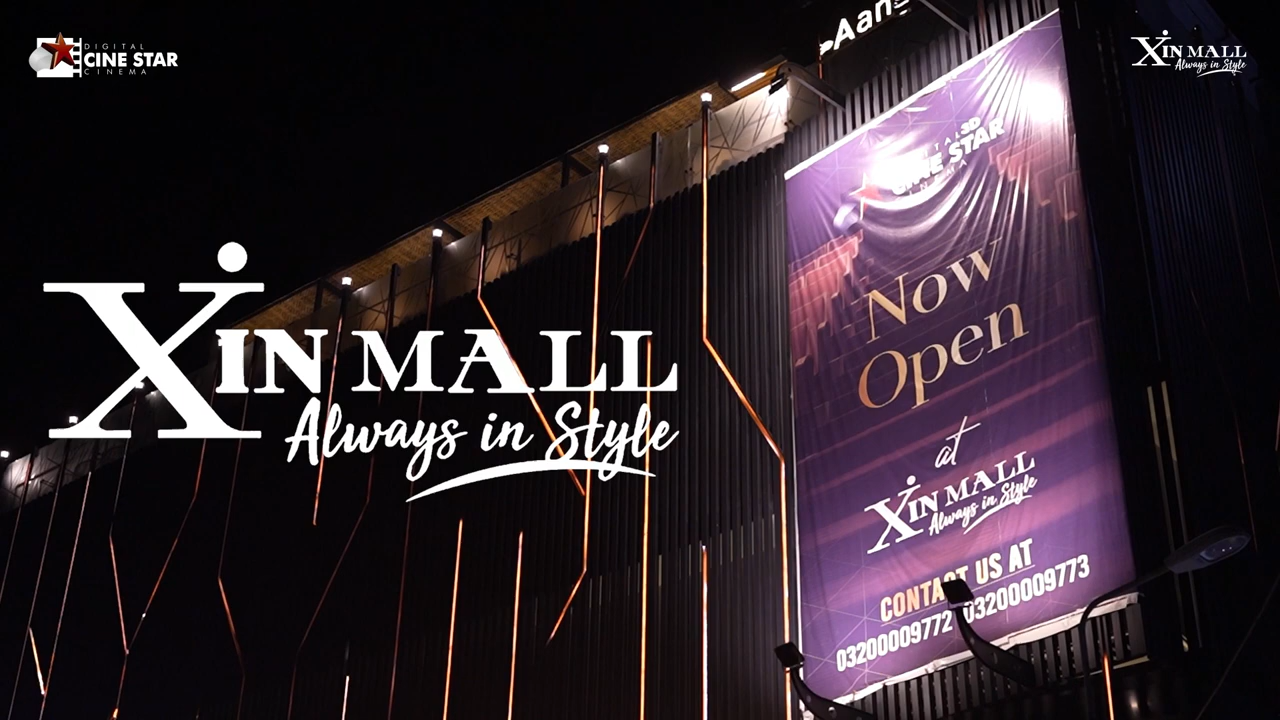 DIGITAL
CINE STAR
CINEMA
XIN MALL
Always in Style
XIN MALL
Always in Style
3D
CINE STAR
Now
Open
at
XIN MALL
Always in Style
CONTACT US AT
03200009772 03200009773